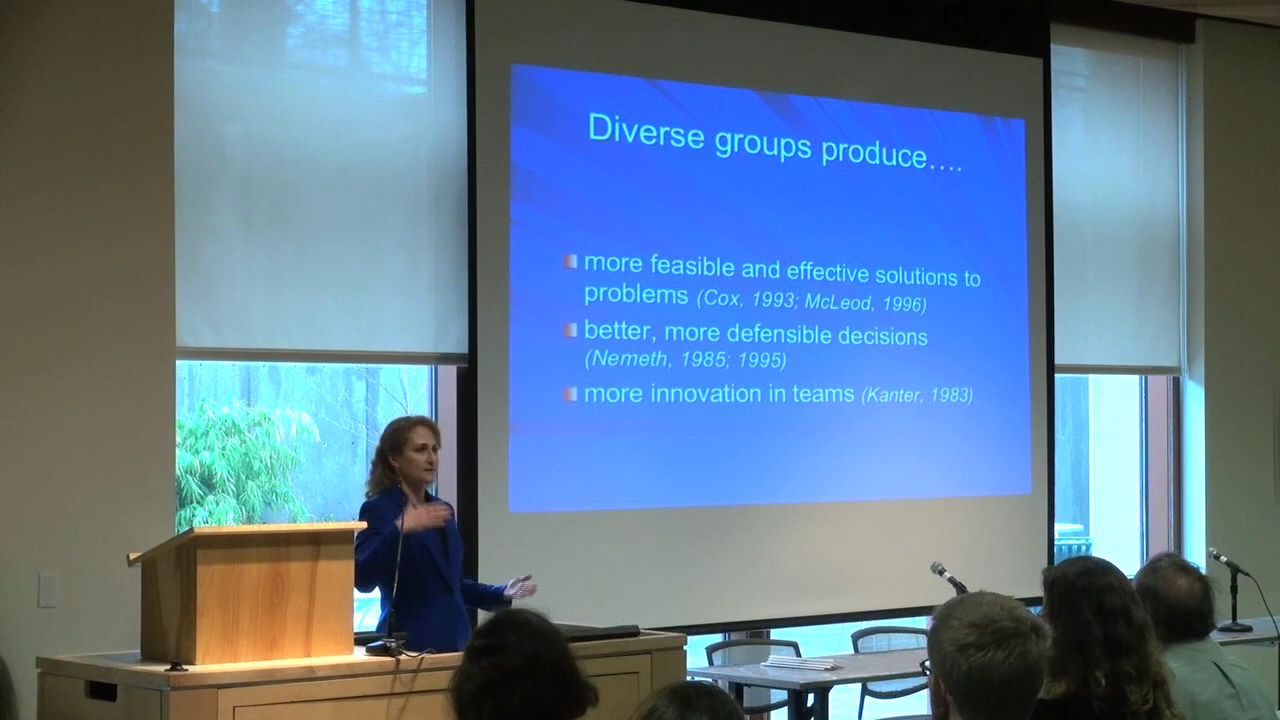 Diverse groups produce….
more feasible and effective solutions to
problems (Cox, 1993; McLeod, 1996)
better, more defensible decisions
(Nemeth, 1985; 1995)
more innovation in teams (Kanter, 1983)